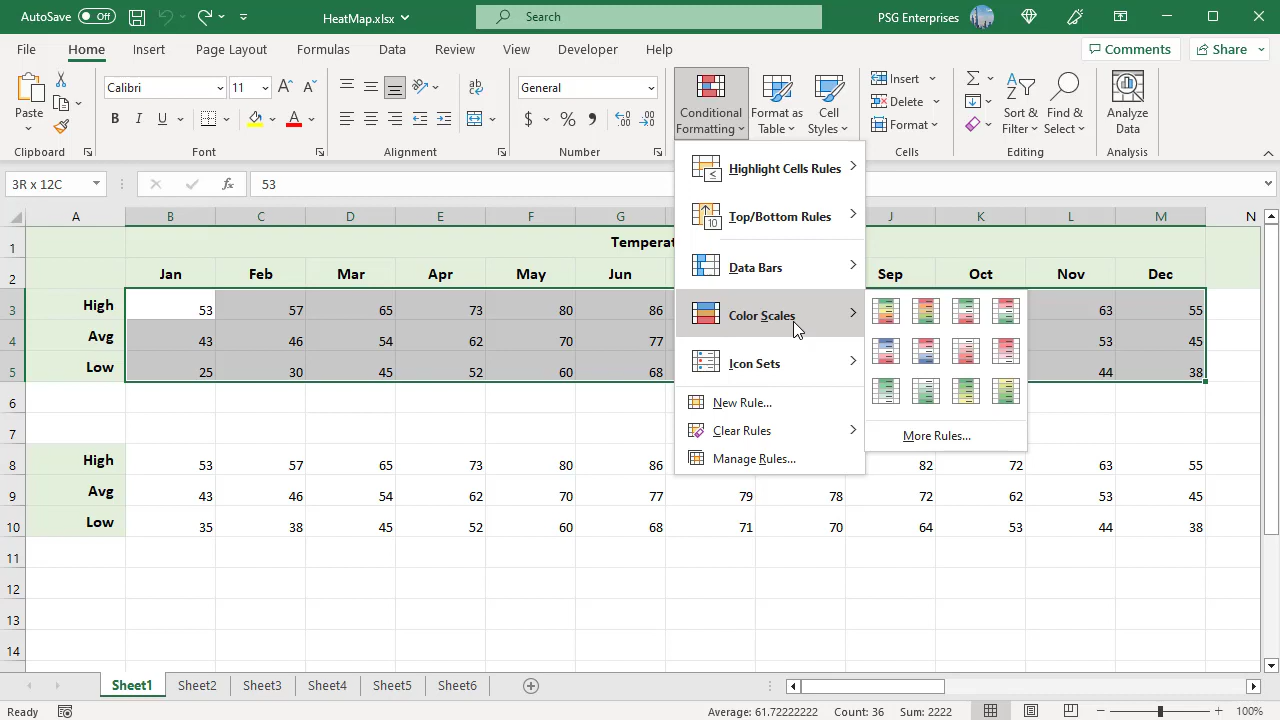 AutoSave Off HeatMap.xlsx Search PSG Enterprises
File Home Insert Page Layout Formulas Data Review View Developer Help Comments Share
Paste
Clipboard
Calibri 11
B I U A
Font
ab
Alignment
General
$ % 9
Number
Conditional Formatting
Format as Table
Cell Styles
Insert
Delete
Format
Cells
Sort & Filter
Find & Select
Editing
Analyze Data
Analysis
3R x 12C fx 53
A B C D E F G J K L M N
1 Temperat
2 Jan Feb Mar Apr May Jun Sep Oct Nov Dec
3 High 53 57 65 73 80 86 63 55
4 Avg 43 46 54 62 70 77 53 45
5 Low 25 30 45 52 60 68 44 38
6
7
8 High 53 57 65 73 80 86 82 72 63 55
9 Avg 43 46 54 62 70 77 79 78 72 62 53 45
10 Low 35 38 45 52 60 68 71 70 64 53 44 38
11
12
13
14
Highlight Cells Rules
Top/Bottom Rules
10
Data Bars
Color Scales
Icon Sets
New Rule...
Clear Rules
Manage Rules...
More Rules...
Sheet1 Sheet2 Sheet3 Sheet4 Sheet5 Sheet6
Ready Average: 61.72222222 Count: 36 Sum: 2222 100%